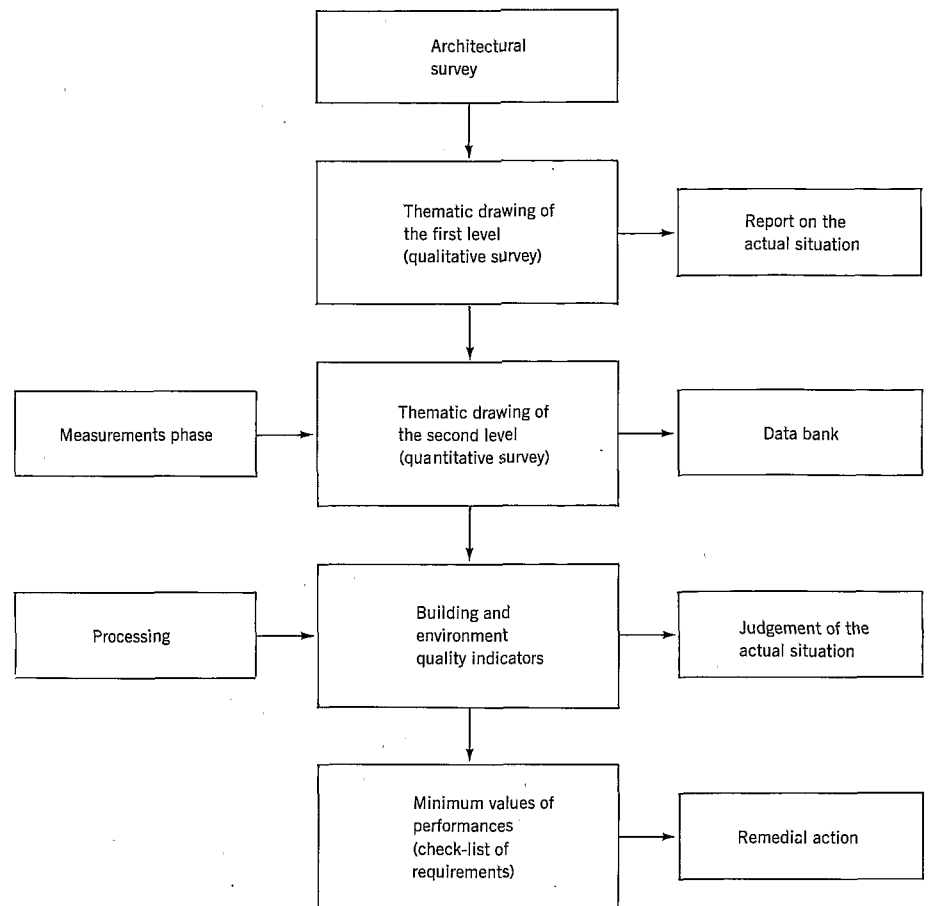 Architectural
survey
Thematic drawing of
the first level
(qualitative survey)
Report on the
actual situation
Measurements phase
Thematic drawing of
the second level
(quantitative survey)
Data bank
Processing
Building and
environment
quality indicators
Judgement of the
actual situation
Minimum values of
performances
(check-list of
requirements)
Remedial action